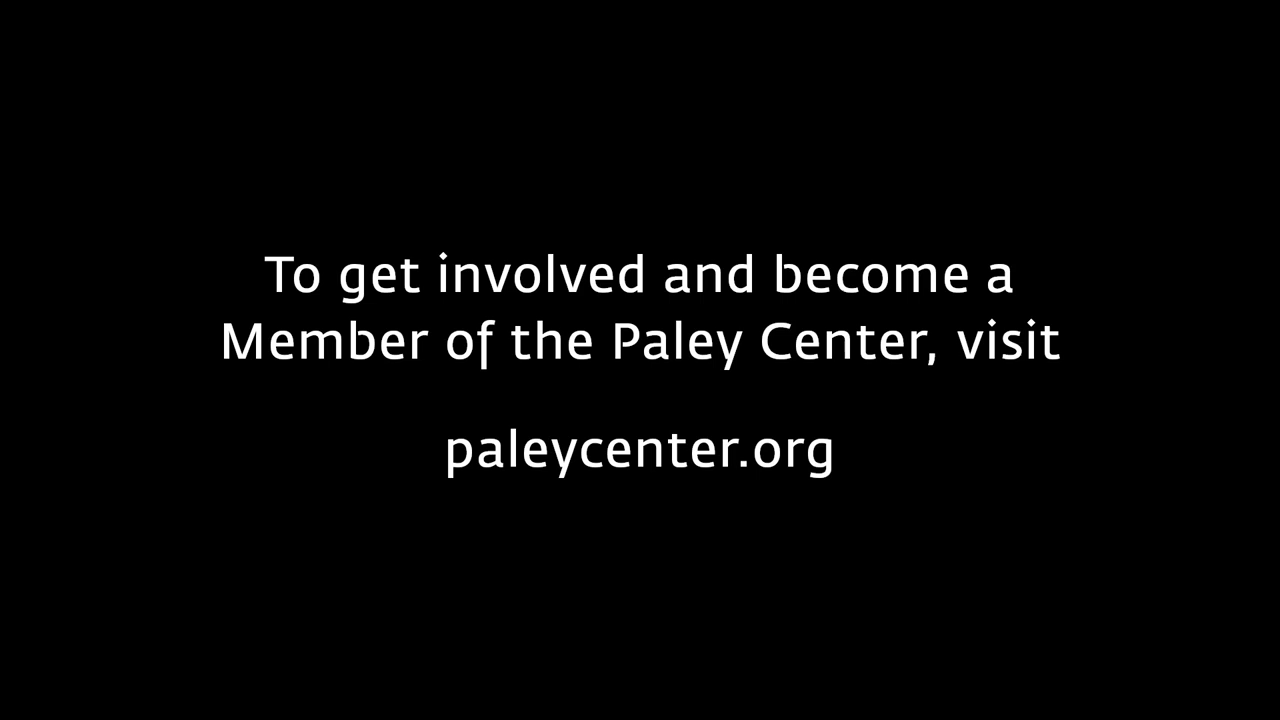 To get involved and become a
Member of the Paley Center, visit
paleycenter.org